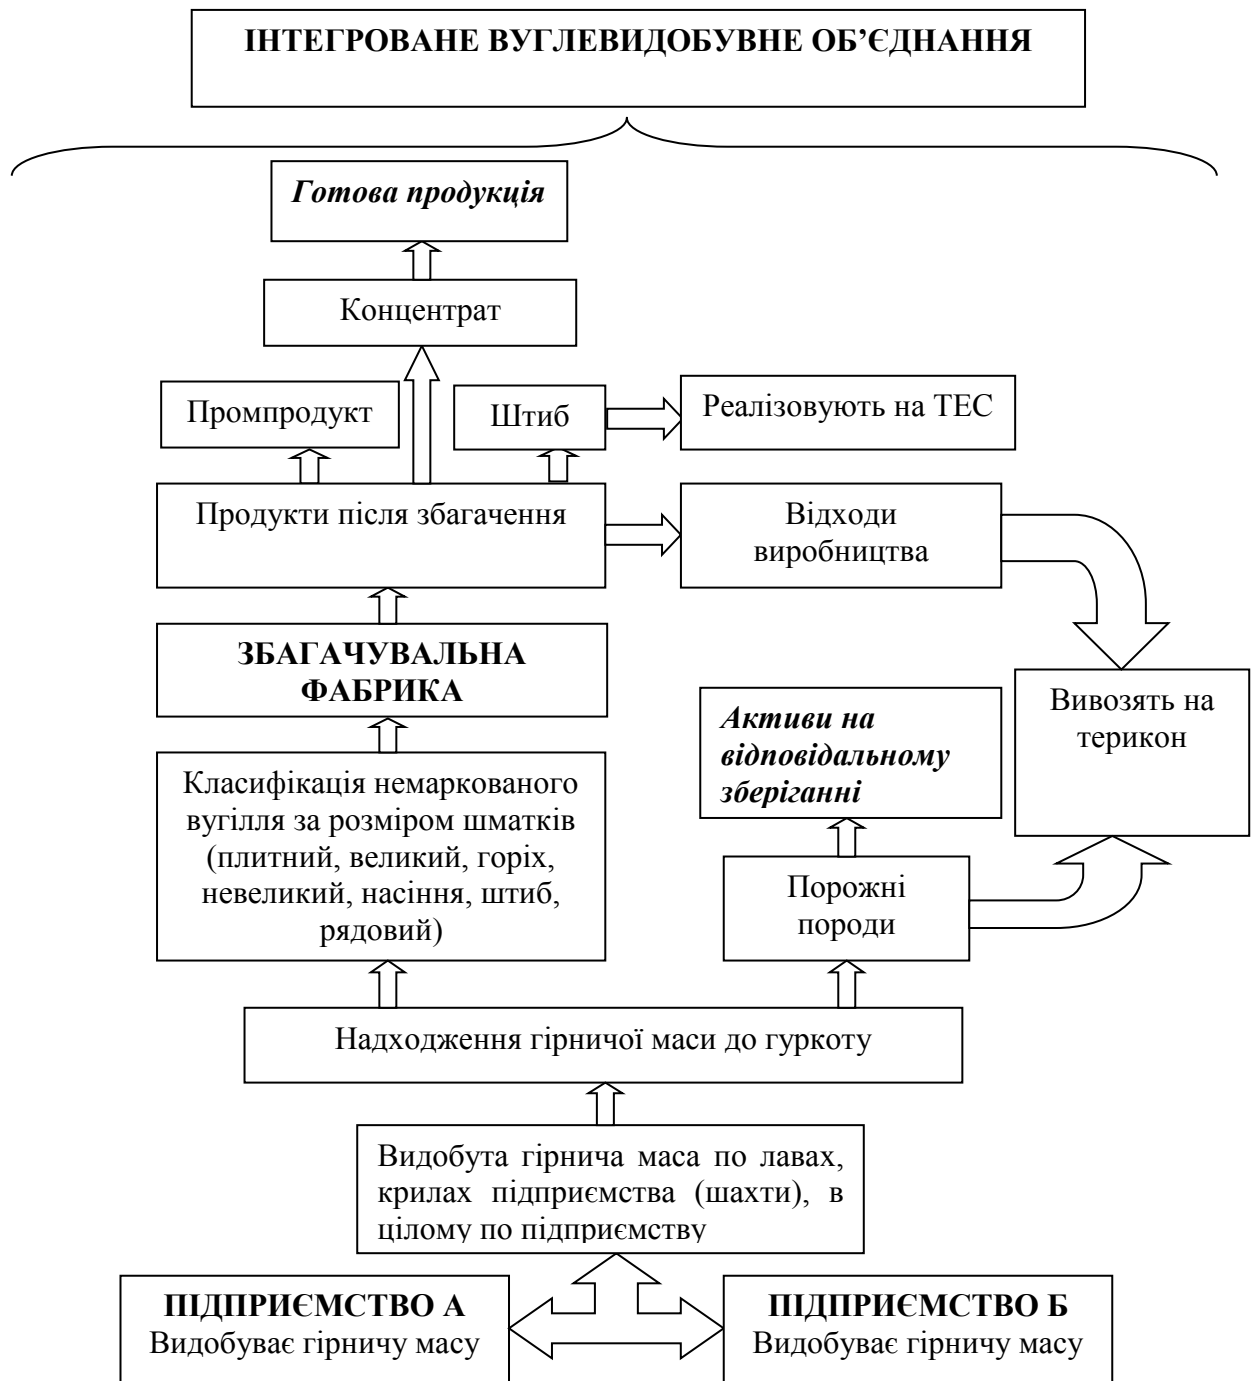 ІНТЕГРОВАНЕ ВУГЛЕВИДОБУВНЕ ОБ’ЄДНАННЯ
Готова продукція
Концентрат
Промпродукт
Штиб
Реалізовують на ТЕС
Продукти після збагачення
Відходи
виробництва
ЗБАГАЧУВАЛЬНА
ФАБРИКА
Вивозять на
терикон
Активи на
відповідальному
зберіганні
Класифікація немаркованого
вугілля за розміром шматків
(плитний, великий, горіх,
невеликий, насіння, штиб,
рядовий)
Порожні
породи
Надходження гірничої маси до гуркоту
Видобута гірнича маса по лавах,
крилах підприємства (шахти), в
цілому по підприємству
ПІДПРИЄМСТВО А
Видобуває гірничу масу
ПІДПРИЄМСТВО Б
Видобуває гірничу масу